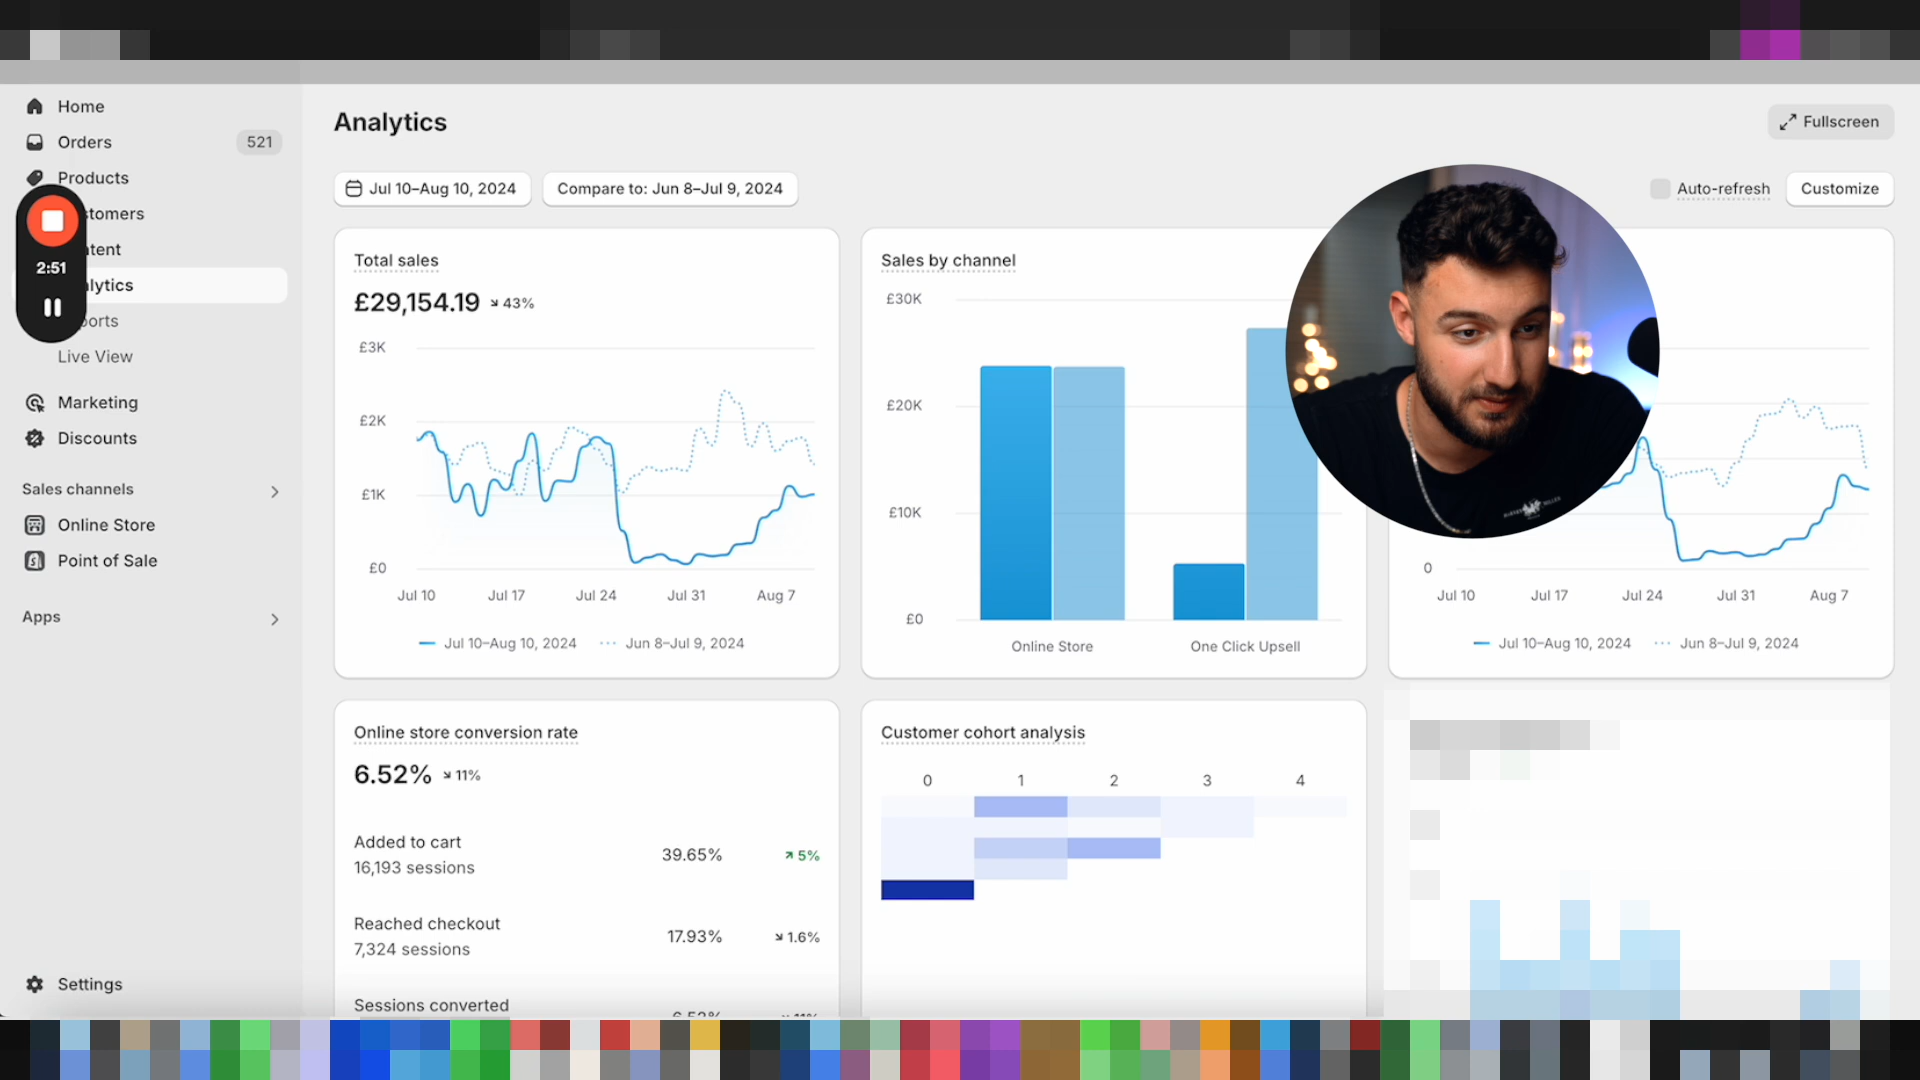 Home
Orders
521
Products
stomers
tent
lytics
ports
Live View
2:51
Marketing
Discounts
Sales channels
Online Store
Point of Sale
Apps
Settings
Analytics
Fullscreen
Jul 10–Aug 10, 2024
Compare to: Jun 8–Jul 9, 2024
Auto-refresh
Customize
Total sales
£29,154.19 43%
£3K
£2K
£1K
£0
Jul 10 Jul 17 Jul 24 Jul 31 Aug 7
Jul 10–Aug 10, 2024 Jun 8–Jul 9, 2024
Sales by channel
£30K
£20K
£10K
£0
Online Store One Click Upsell
0
Jul 10 Jul 17 Jul 24 Jul 31 Aug 7
Jul 10–Aug 10, 2024 Jun 8–Jul 9, 2024
Online store conversion rate
6.52% 11%
Added to cart
16,193 sessions
39.65% 5%
Reached checkout
7,324 sessions
17.93% 1.6%
Sessions converted
6.52% 11%
Customer cohort analysis
0 1 2 3 4